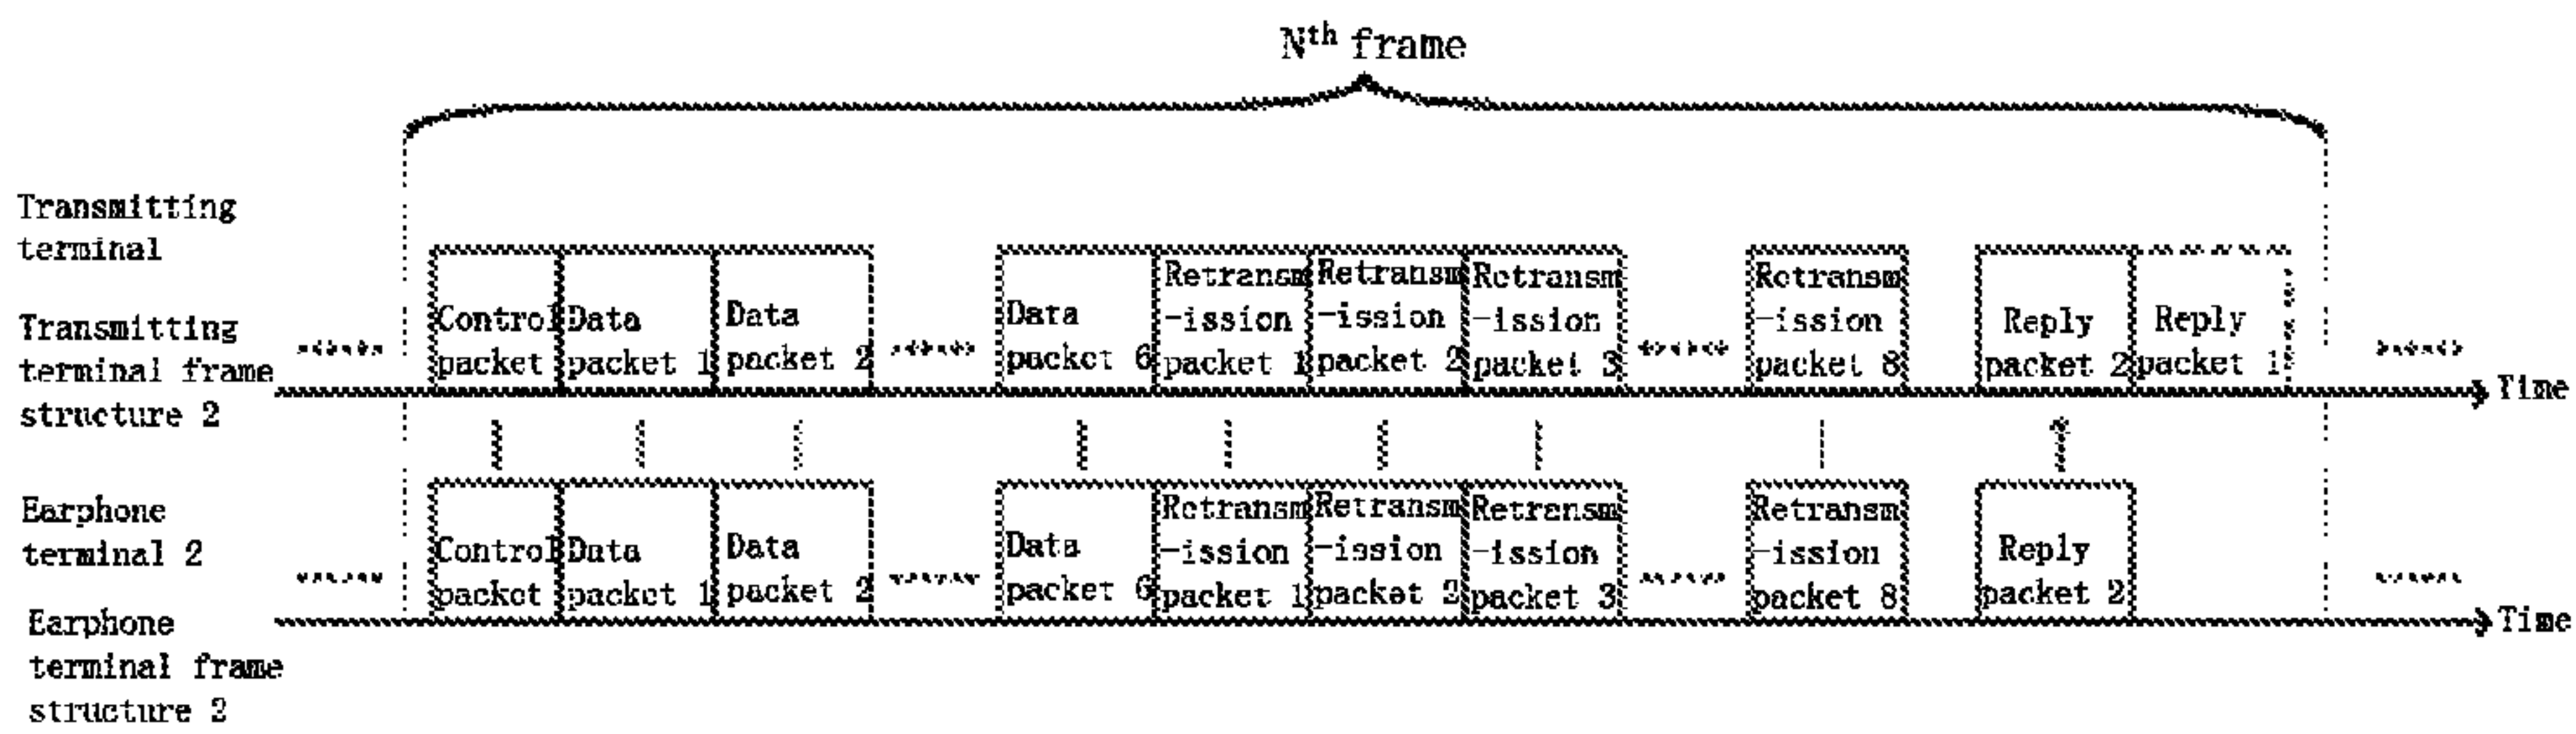 Nth frame
Transmitting
terminal
Transmitting
terminal frame
structure 2
Control
packet
Data
packet 1
Data
packet 2
Data
packet 6
Retransm
-ission
packet 1
Retransm
-ission
packet 2
Retransm
-ission
packet 3
Retransm
-ission
packet 8
Reply
packet 2
Reply
packet 1
Time
Earphone
terminal 2
Earphone
terminal frame
structure 2
Control
packet
Data
packet 1
Data
packet 2
Data
packet 6
Retransm
-ission
packet 1
Retransm
-ission
packet 2
Retransm
-ission
packet 3
Retransm
-ission
packet 8
Reply
packet 2
Time